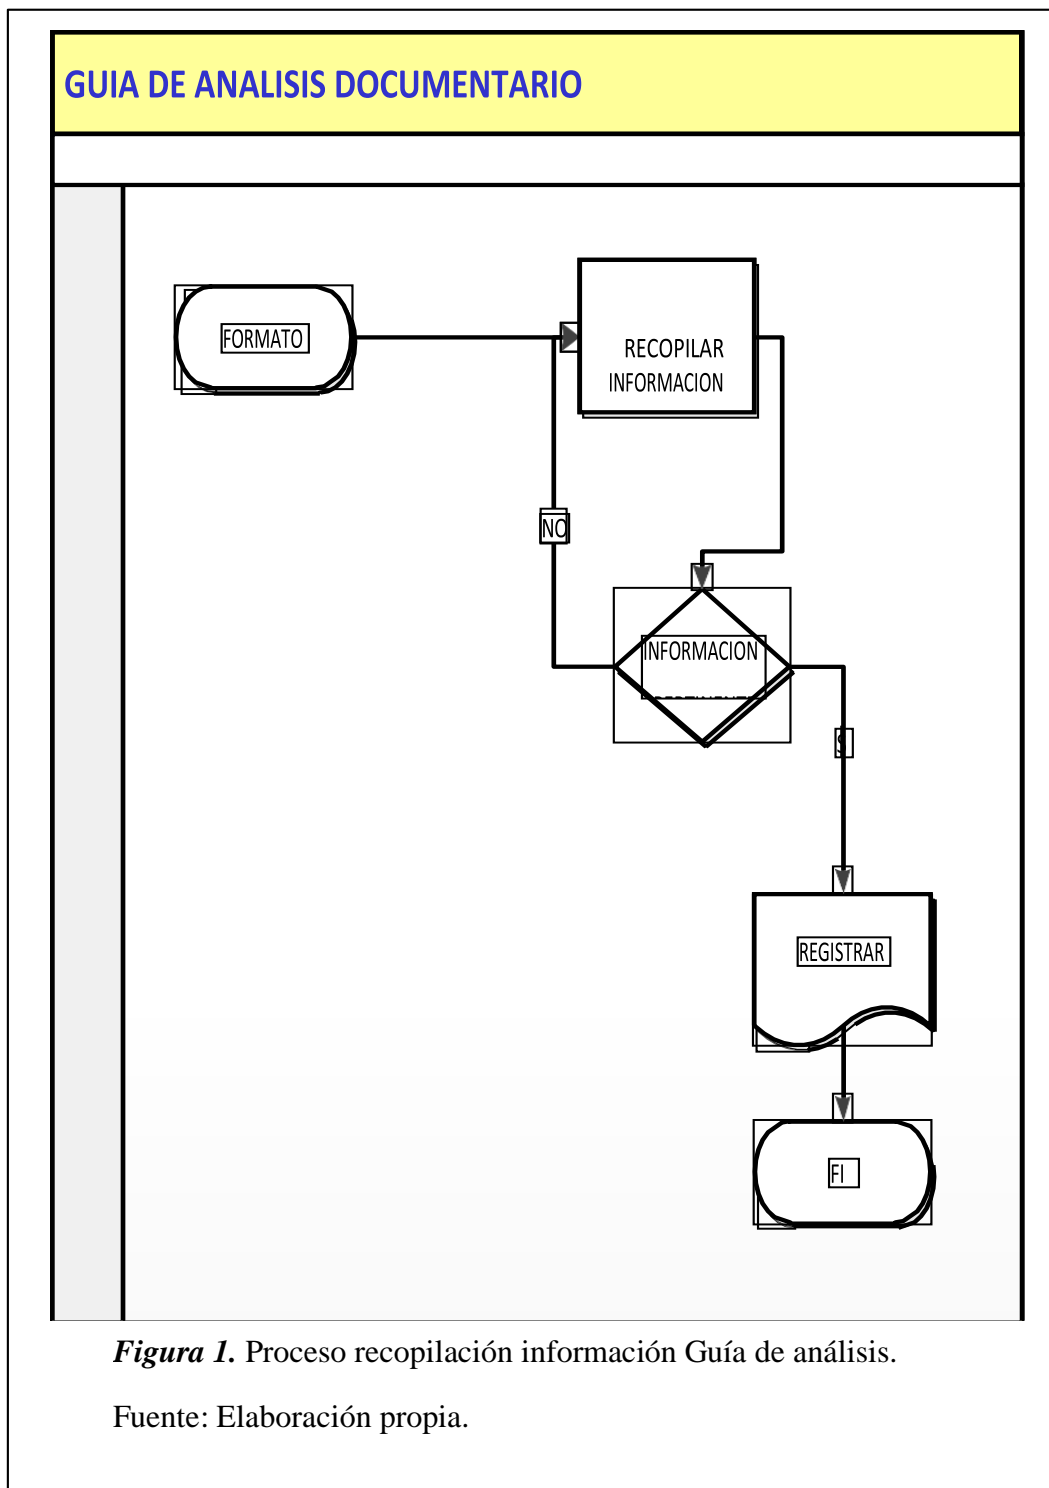 GUIA DE ANALISIS DOCUMENTARIO
FORMATO
RECOPILAR
INFORMACION
NO
INFORMACION
S
REGISTRAR
FI
Figura 1. Proceso recopilación información Guía de análisis.
Fuente: Elaboración propia.